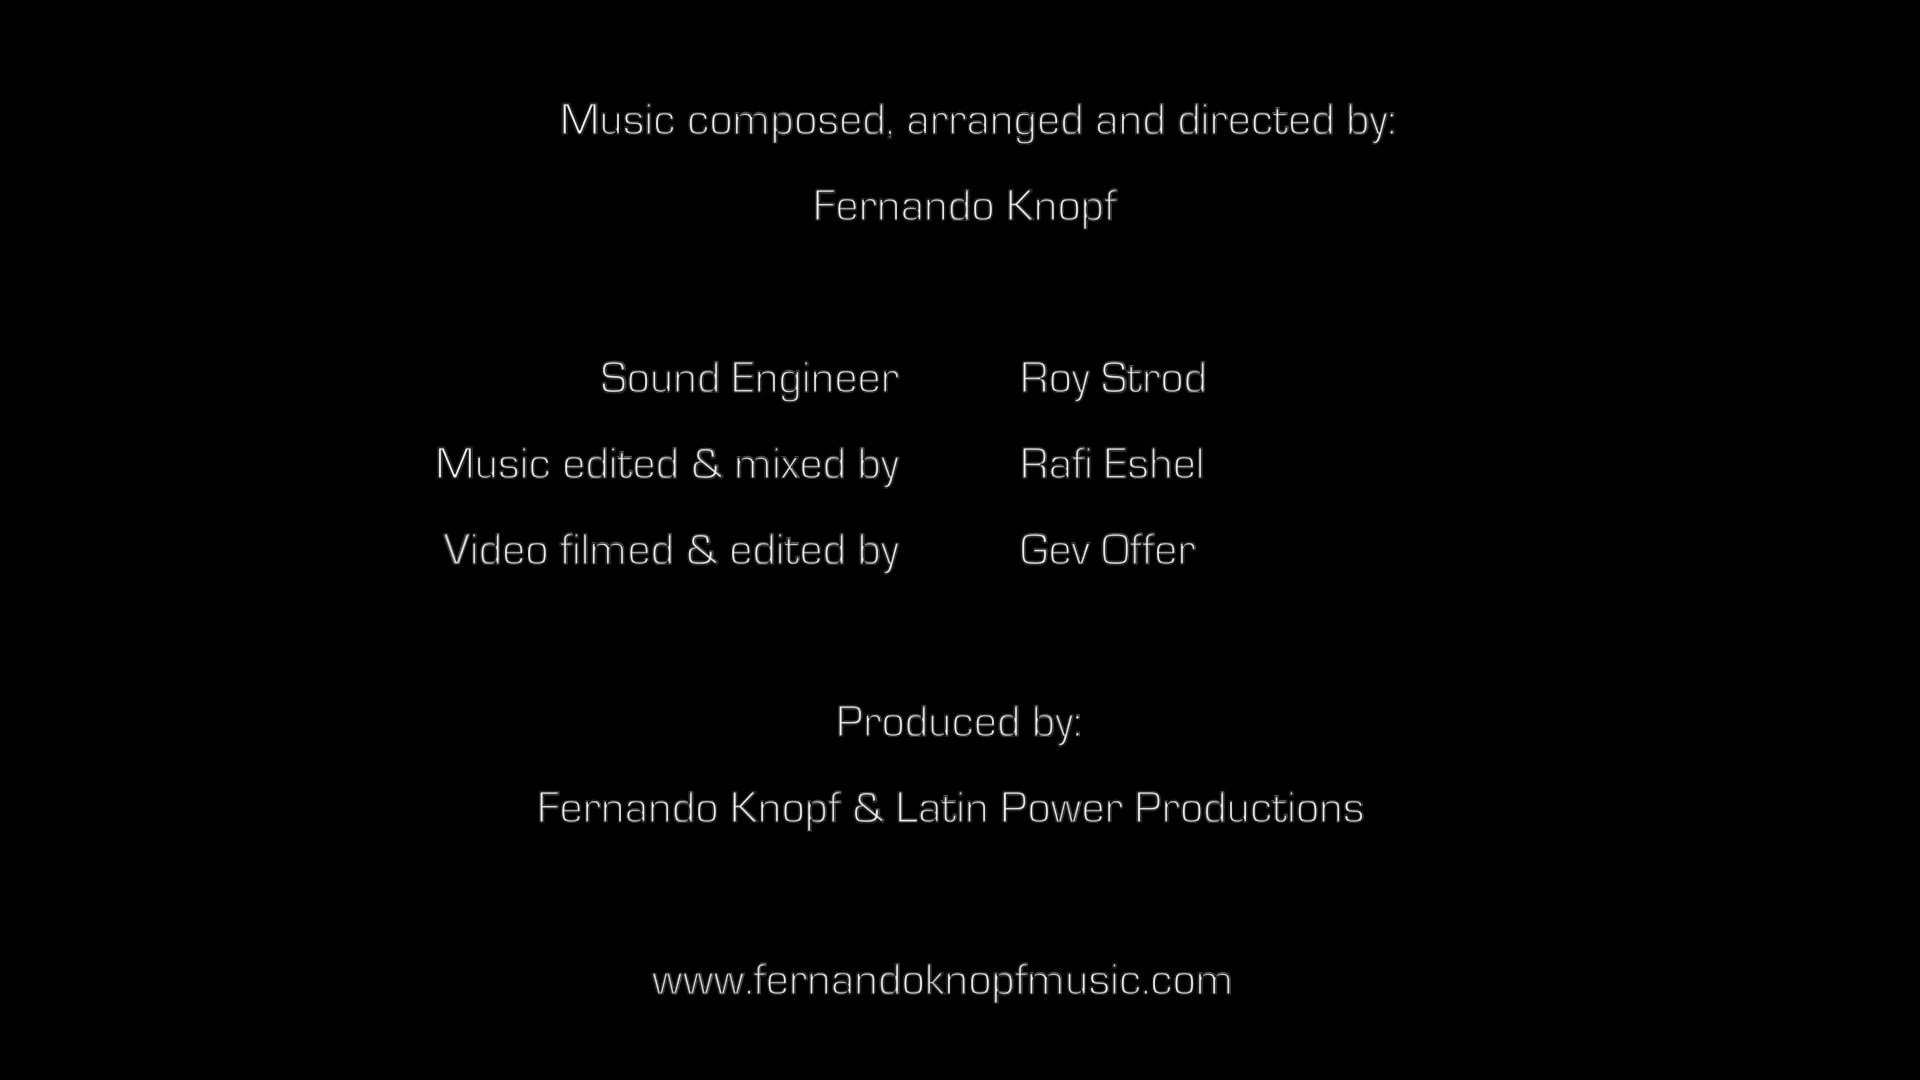 Music composed, arranged and directed by:
Fernando Knopf
Sound Engineer Roy Strod
Music edited & mixed by Rafi Eshel
Video filmed & edited by Gev Offer
Produced by:
Fernando Knopf & Latin Power Productions
www.fernandoknopfmusic.com